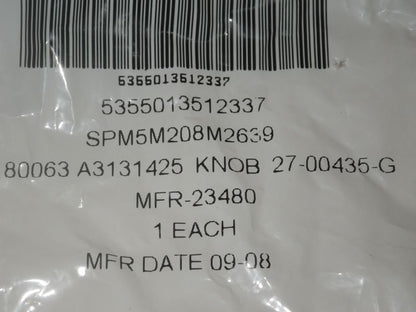 5355013512337
5355013512337
SPM5M208M2639
80063 A3131425 KNOB 27-00435-G
MFR-23480
1 EACH
MFR DATE 09-08